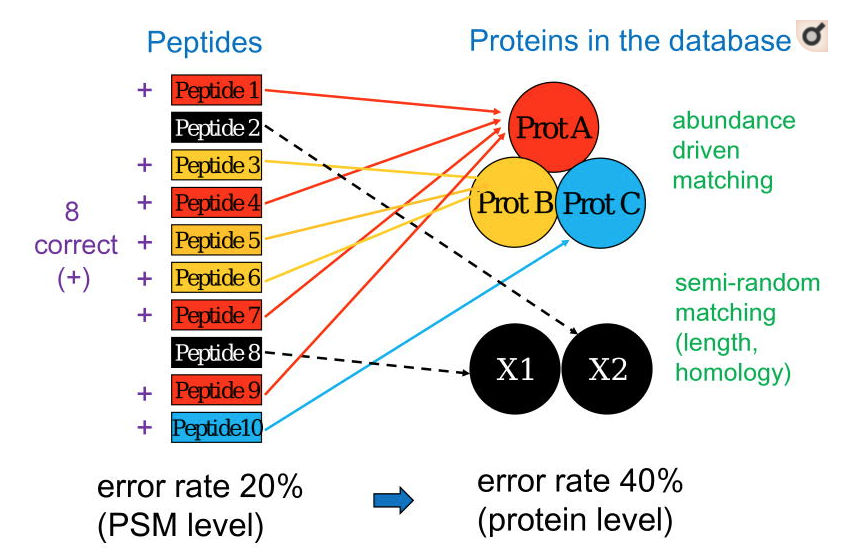 Peptides
Proteins in the database
+ Peptide 1
Peptide 2
+ Peptide 3
+ Peptide 4
+ Peptide 5
+ Peptide 6
+ Peptide 7
Peptide 8
+ Peptide 9
+ Peptide10
8
correct
(+)
Prot A
Prot B
Prot C
X1
X2
abundance
driven
matching
semi-random
matching
(length,
homology)
error rate 20%
(PSM level)
error rate 40%
(protein level)